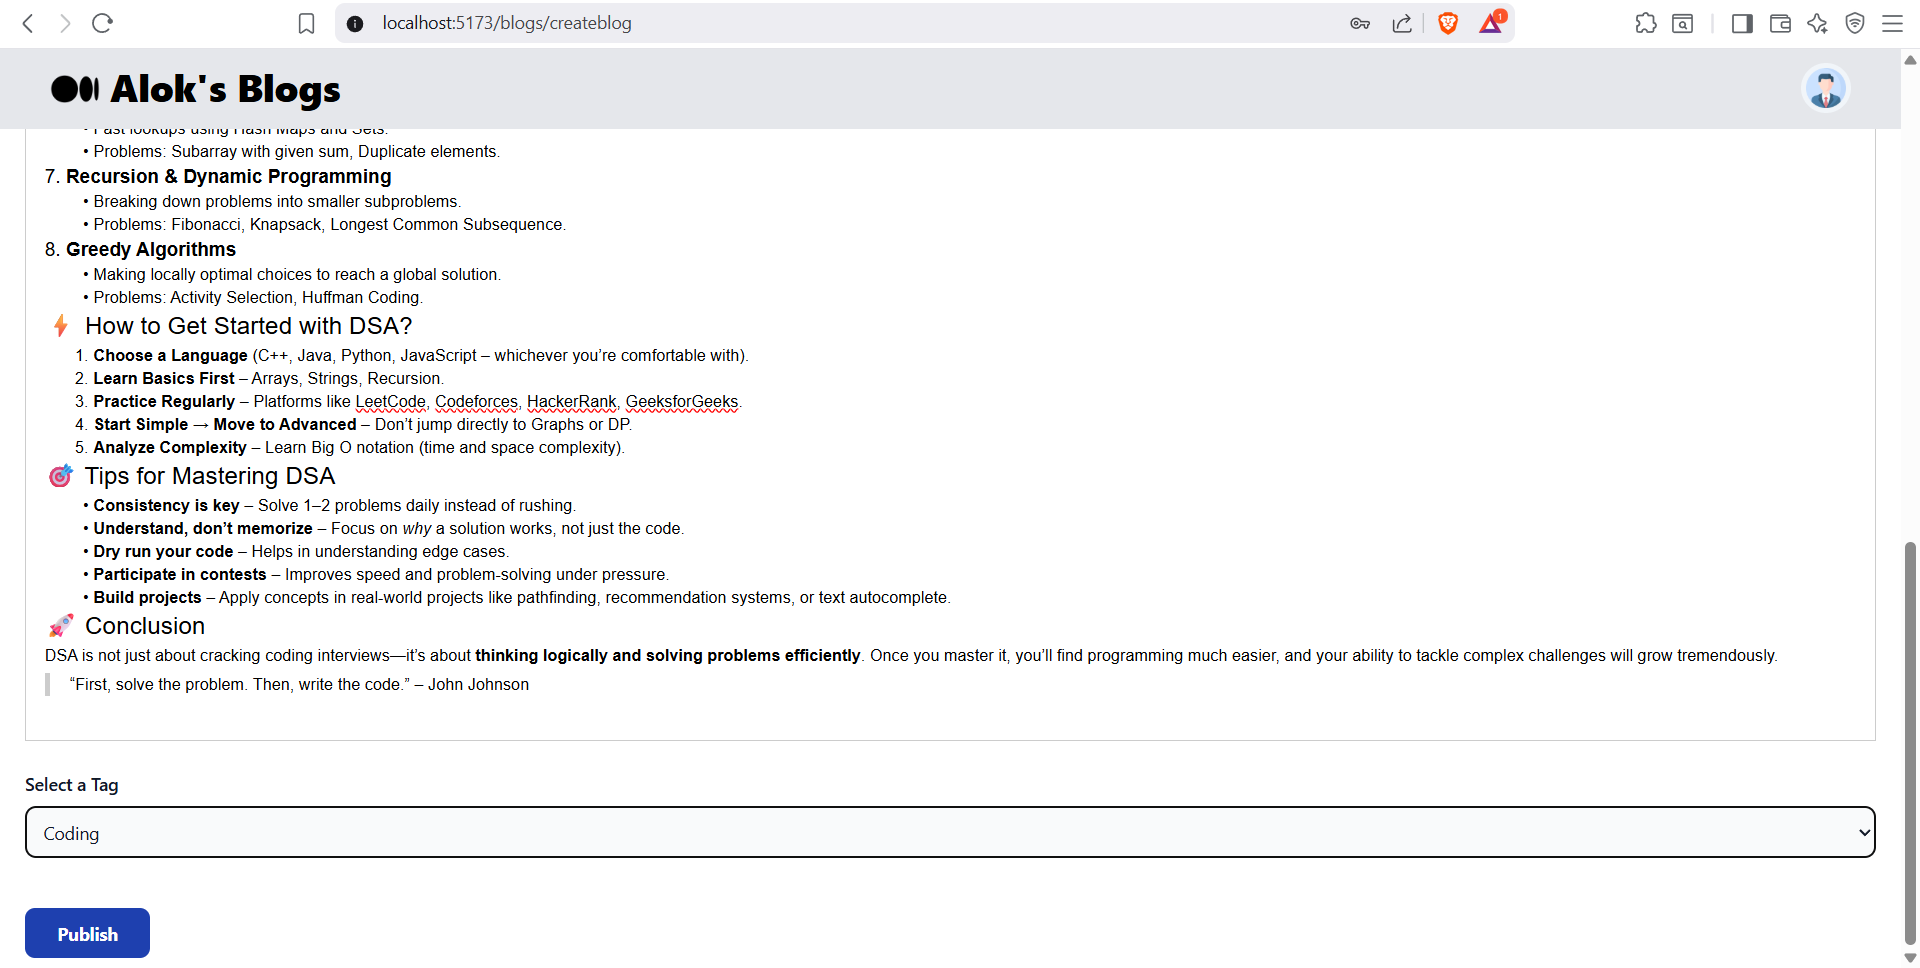 localhost:5173/blogs/createblog
1
Alok's Blogs
• Fast lookups using Hash Maps and Sets.
• Problems: Subarray with given sum, Duplicate elements.
7. Recursion & Dynamic Programming
• Breaking down problems into smaller subproblems.
• Problems: Fibonacci, Knapsack, Longest Common Subsequence.
8. Greedy Algorithms
• Making locally optimal choices to reach a global solution.
• Problems: Activity Selection, Huffman Coding.
⚡ How to Get Started with DSA?
1. Choose a Language (C++, Java, Python, JavaScript – whichever you’re comfortable with).
2. Learn Basics First – Arrays, Strings, Recursion.
3. Practice Regularly – Platforms like LeetCode, Codeforces, HackerRank, GeeksforGeeks.
4. Start Simple → Move to Advanced – Don’t jump directly to Graphs or DP.
5. Analyze Complexity – Learn Big O notation (time and space complexity).
🎯 Tips for Mastering DSA
• Consistency is key – Solve 1–2 problems daily instead of rushing.
• Understand, don’t memorize – Focus on why a solution works, not just the code.
• Dry run your code – Helps in understanding edge cases.
• Participate in contests – Improves speed and problem-solving under pressure.
• Build projects – Apply concepts in real-world projects like pathfinding, recommendation systems, or text autocomplete.
🚀 Conclusion
DSA is not just about cracking coding interviews—it’s about thinking logically and solving problems efficiently. Once you master it, you’ll find programming much easier, and your ability to tackle complex challenges will grow tremendously.
“First, solve the problem. Then, write the code.” – John Johnson
Select a Tag
Coding
Publish